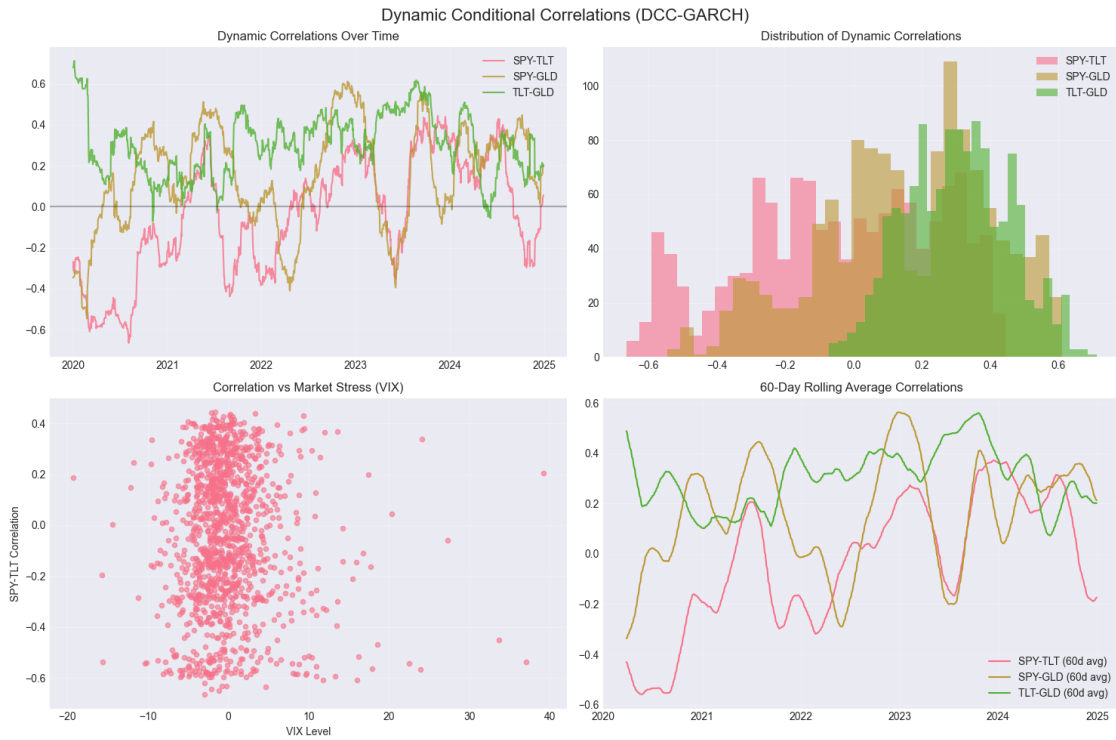 Dynamic Conditional Correlations (DCC-GARCH)
Dynamic Correlations Over Time
SPY-TLT
SPY-GLD
TLT-GLD
0.6
0.4
0.2
0.0
−0.2
−0.4
−0.6
2020 2021 2022 2023 2024 2025
Distribution of Dynamic Correlations
SPY-TLT
SPY-GLD
TLT-GLD
100
80
60
40
20
0
−0.6 −0.4 −0.2 0.0 0.2 0.4 0.6
Correlation vs Market Stress (VIX)
SPY-TLT Correlation
0.4
0.2
0.0
−0.2
−0.4
−0.6
−20 −10 0 10 20 30 40
VIX Level
60-Day Rolling Average Correlations
0.6
0.4
0.2
0.0
−0.2
−0.4
−0.6
SPY-TLT (60d avg)
SPY-GLD (60d avg)
TLT-GLD (60d avg)
2020 2021 2022 2023 2024 2025